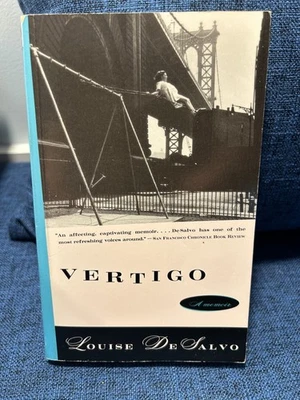 "An affecting, captivating memoir. . . . DeSalvo has one of
the most refreshing voices around." —San Francisco Chronicle Book Review
VERTIGO
A memoir
Louise DeSalvo